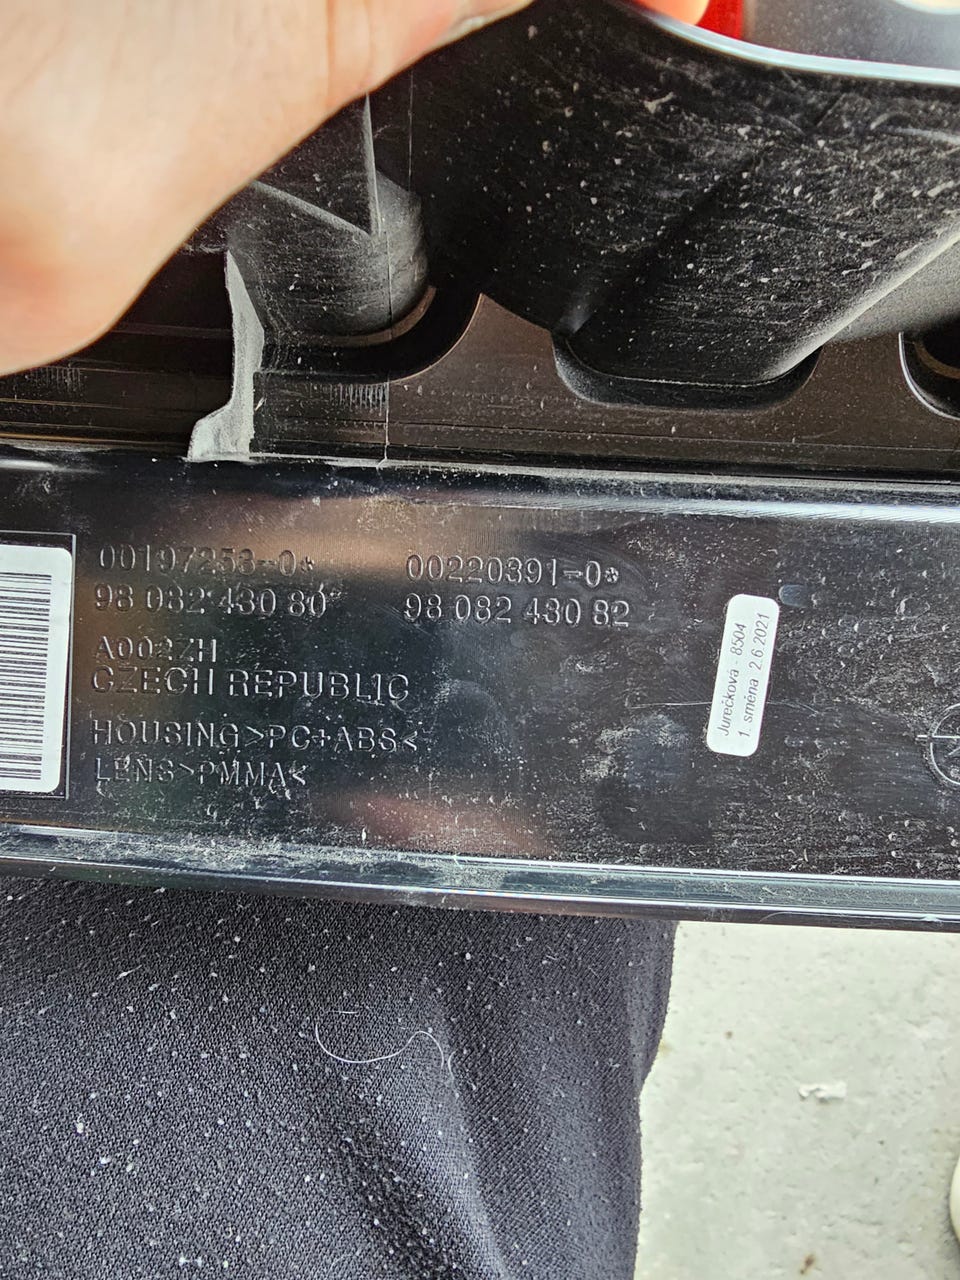 00197253-0*
98 082 430 80
A002ZH
CZECH REPUBLIC
HOUSING>PC+ABS<
LENS>PMMA<
00220391-0*
98 082 430 82
Jurečková - 8504
1. směna 2.6.2021